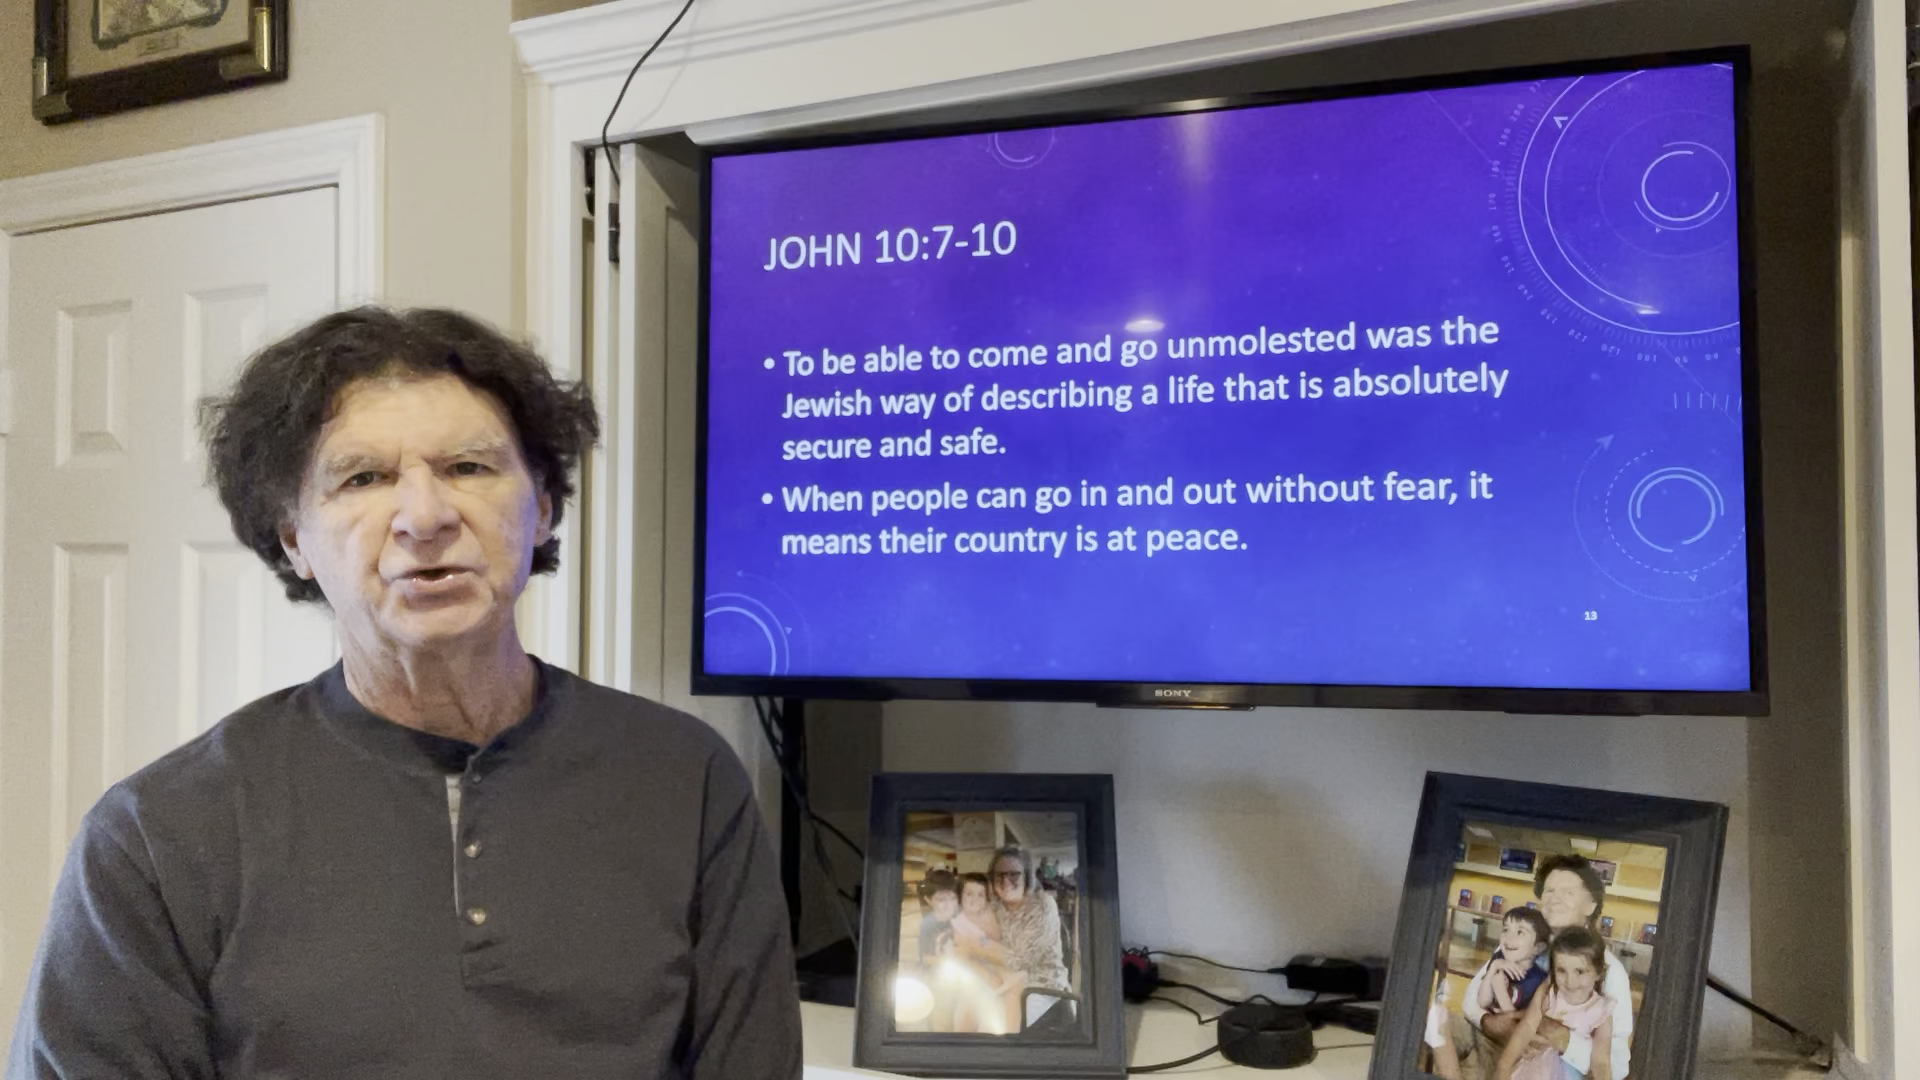 JOHN 10:7-10
• To be able to come and go unmolested was the
Jewish way of describing a life that is absolutely
secure and safe.
• When people can go in and out without fear, it
means their country is at peace.
13
SONY